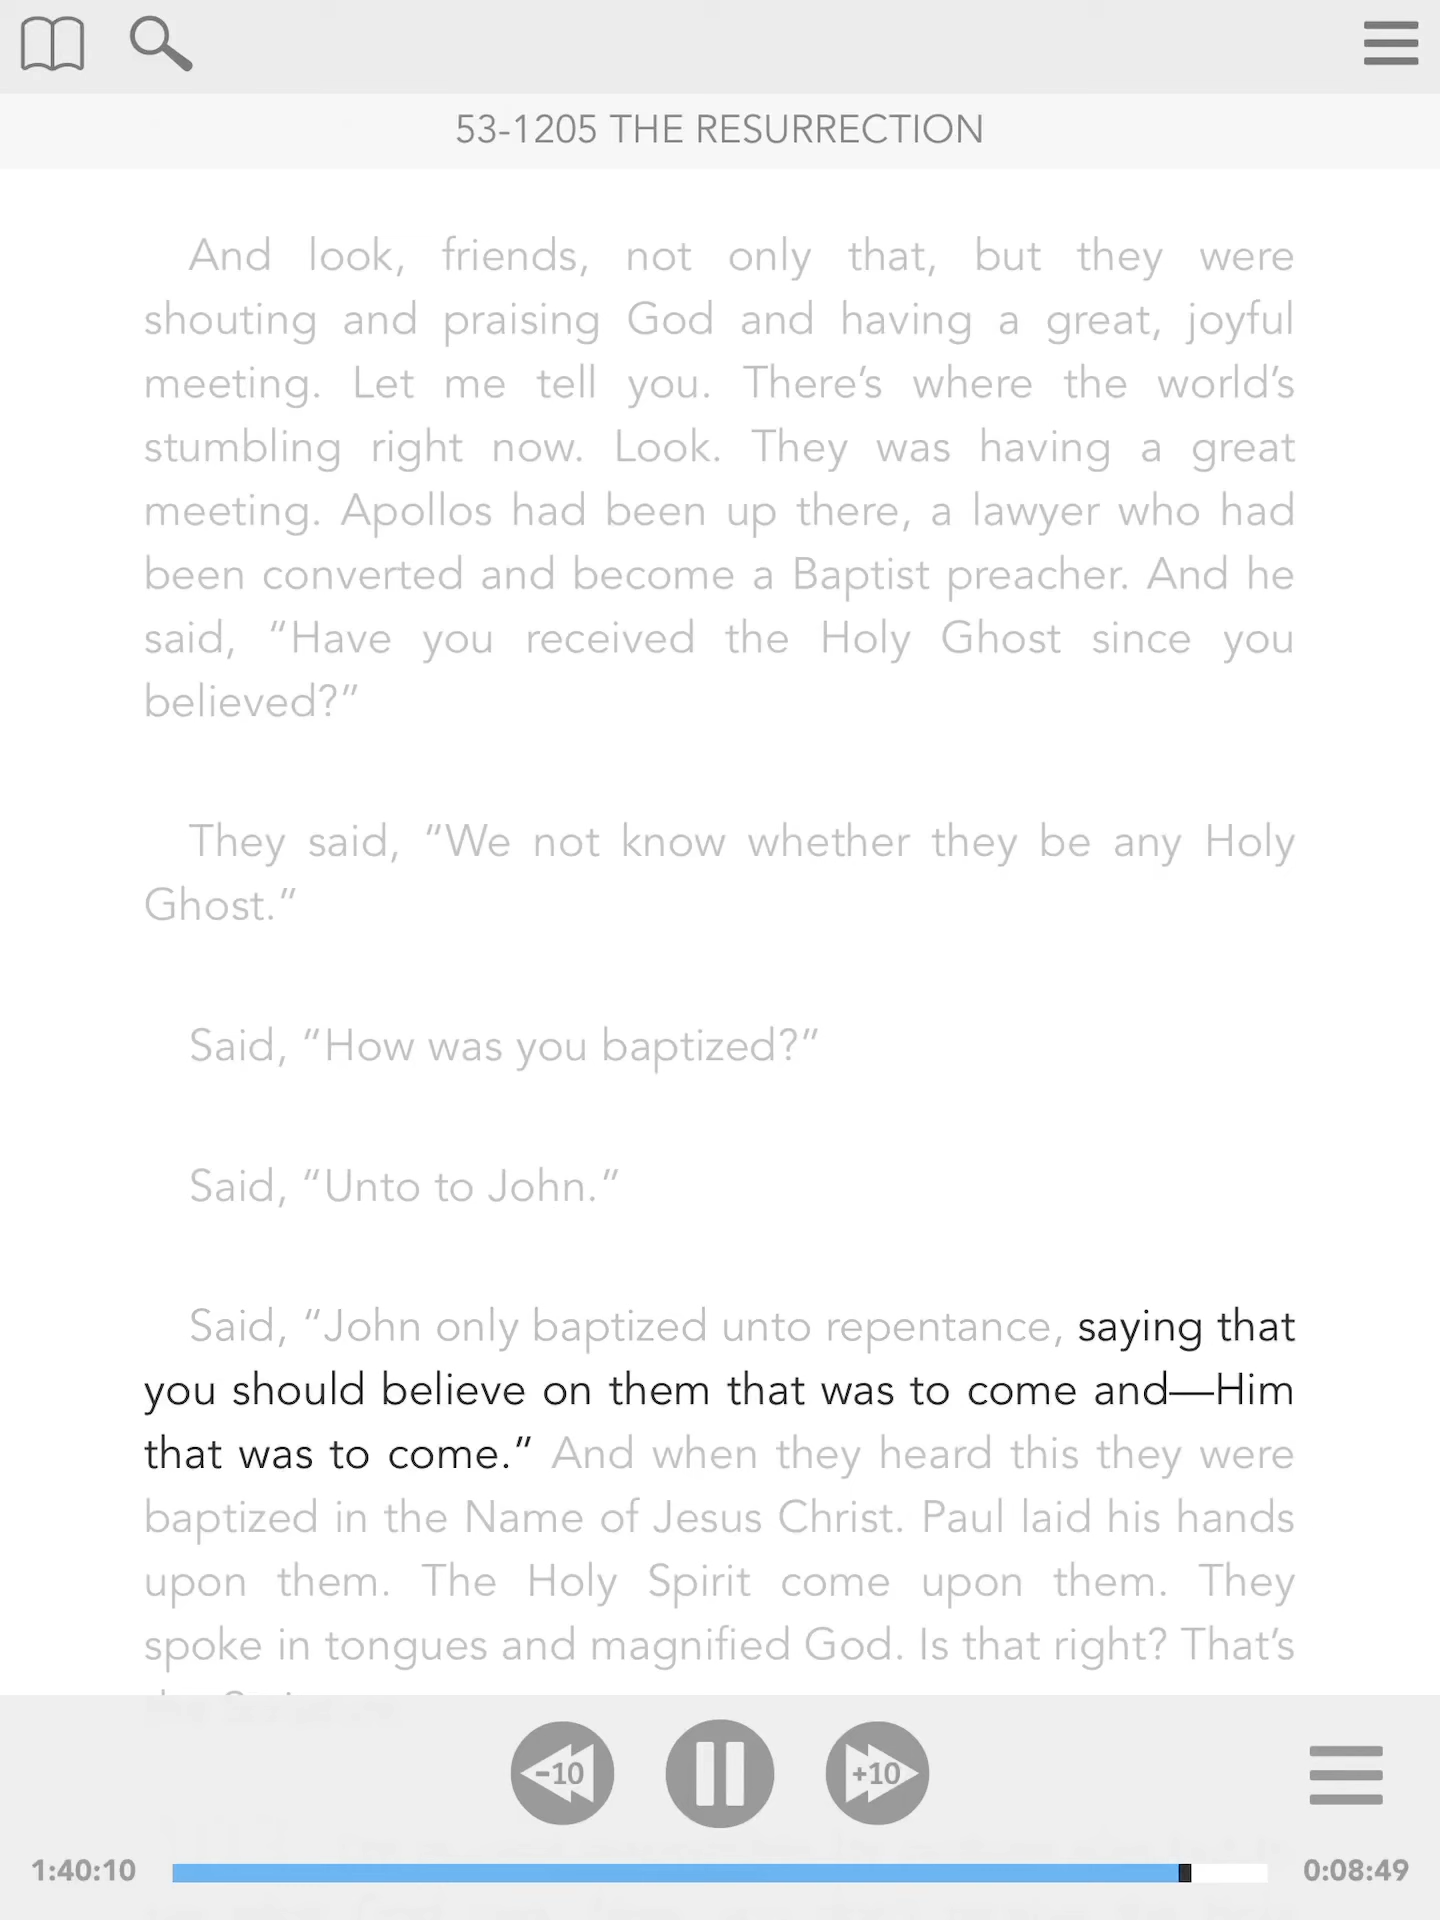 53-1205 THE RESURRECTION
And look, friends, not only that, but they were
shouting and praising God and having a great, joyful
meeting. Let me tell you. There’s where the world’s
stumbling right now. Look. They was having a great
meeting. Apollos had been up there, a lawyer who had
been converted and become a Baptist preacher. And he
said, “Have you received the Holy Ghost since you
believed?”
They said, “We not know whether they be any Holy
Ghost.”
Said, “How was you baptized?”
Said, “Unto to John.”
Said, “John only baptized unto repentance, saying that
you should believe on them that was to come and—Him
that was to come.” And when they heard this they were
baptized in the Name of Jesus Christ. Paul laid his hands
upon them. The Holy Spirit come upon them. They
spoke in tongues and magnified God. Is that right? That’s
-10 +10
1:40:10 0:08:49